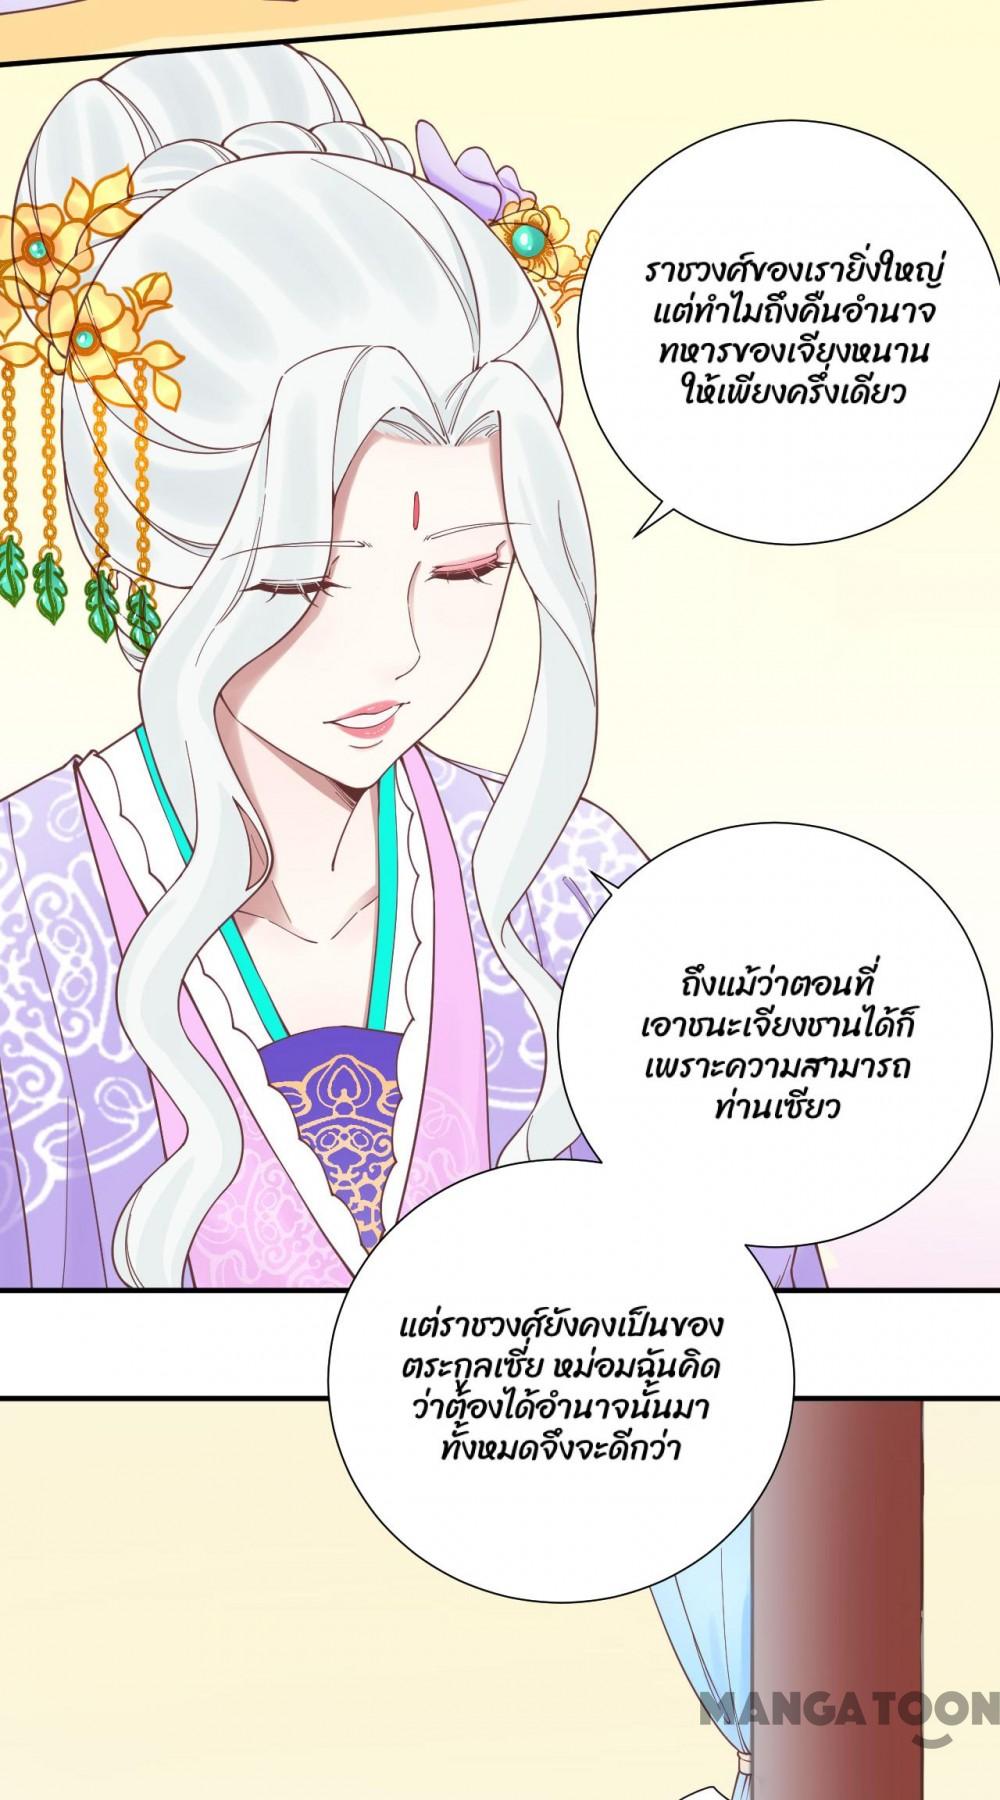 ราชวงศ์ของเรายิ่งใหญ่
แต่ทำไมถึงคืนอำนาจ
ทหารของเจียงหนาน
ให้เพียงครึ่งเดียว
ถึงแม้ว่าตอนที่
เอาชนะเจียงชานได้ก็
เพราะความสามารถ
ท่านเซียว
แต่ราชวงศ์ยังคงเป็นของ
ตระกูลเซี่ย หม่อมฉันคิด
ว่าต้องได้อำนาจนั้นมา
ทั้งหมดจึงจะดีกว่า
MANGATOON